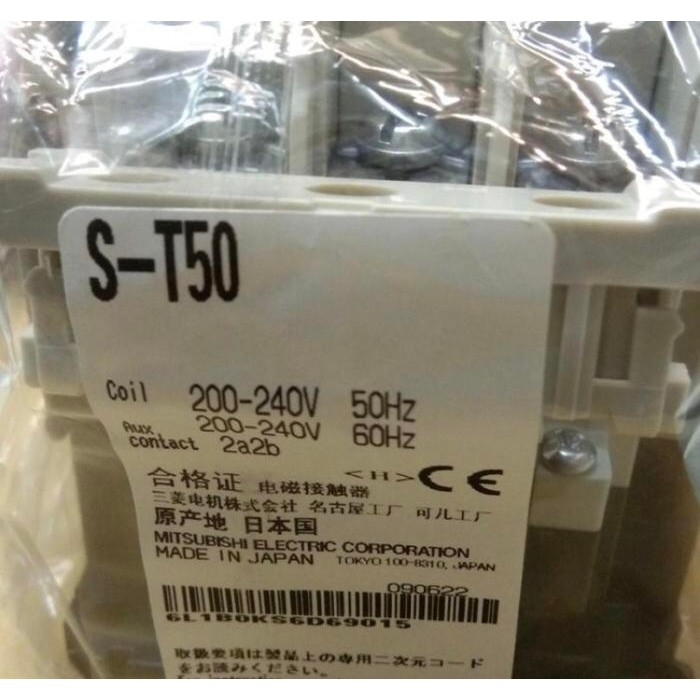 S-T50
Coil 200-240V 50Hz
200-240V 60Hz
Aux.
contact 2a2b
合格证 电磁接触器 <H> CE
三菱电机株式会社 名古屋工厂 可儿工厂
原产地 日本国
MITSUBISHI ELECTRIC CORPORATION
MADE IN JAPAN TOKYO 100-8310, JAPAN
090622
6L1B0KS6D69015
取扱要項は製品上の専用二次元コード
をお読みください。